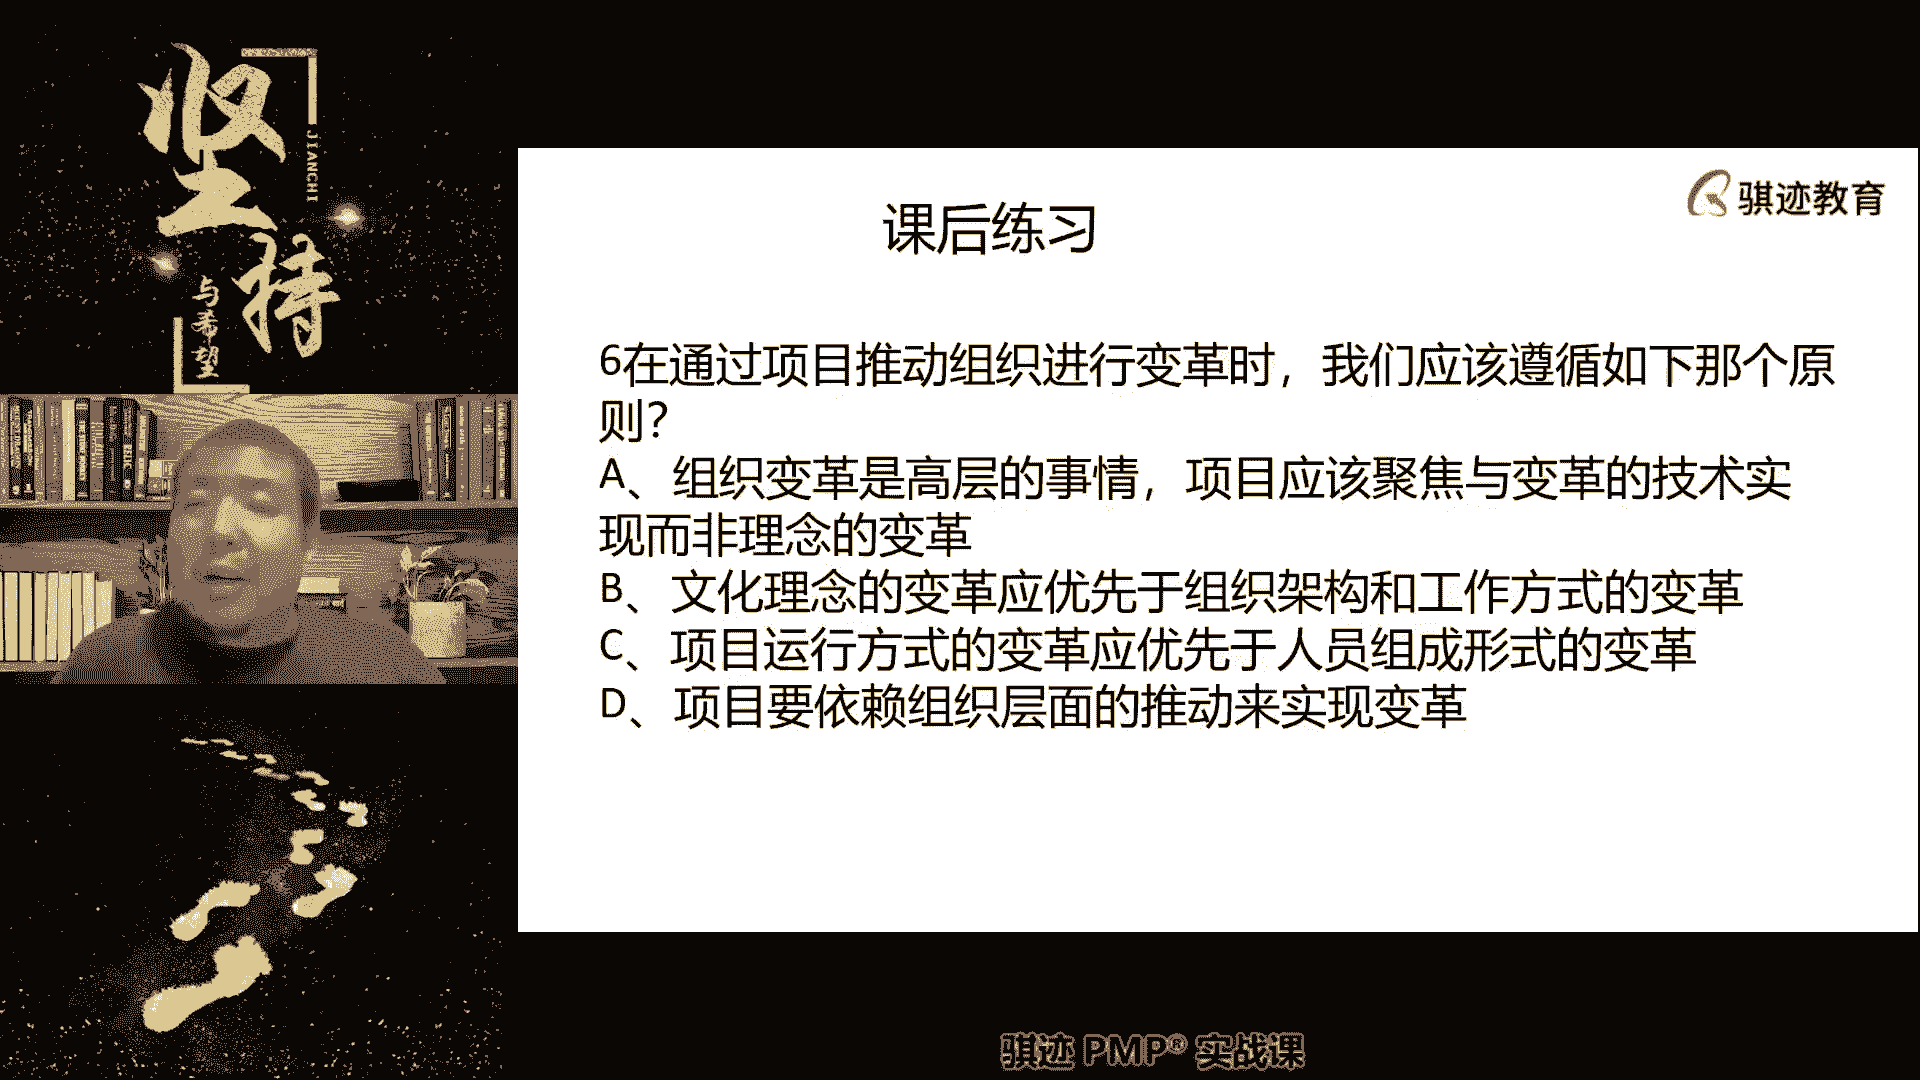 坚持
JIANCHI
与希望
骐迹教育
课后练习
6在通过项目推动组织进行变革时，我们应该遵循如下那个原
则？
A、组织变革是高层的事情，项目应该聚焦与变革的技术实
现而非理念的变革
B、文化理念的变革应优先于组织架构和工作方式的变革
C、项目运行方式的变革应优先于人员组成形式的变革
D、项目要依赖组织层面的推动来实现变革
骐迹 PMP® 实战课